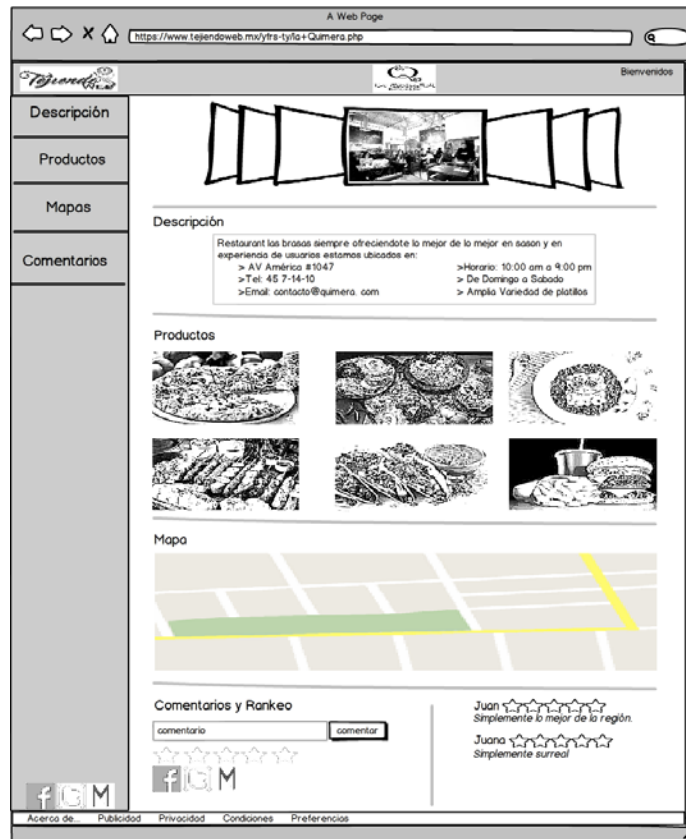 A Web Page
https://www.tejiendoweb.mx/yfrs-ty/la+Quimera.php
Tejiendo
Bienvenidos
Descripción
Productos
Mapas
Comentarios
Descripción
Restaurant las brasas siempre ofreciendote lo mejor de lo mejor en sason y en
experiencia de usuarios estamos ubicados en:
> AV América #1047
>Tel: 45 7-14-10
>Email: contacto@quimera. com
>Horario: 10:00 am a 9:00 pm
> De Domingo a Sabado
> Amplia Variedad de platillos
Productos
Mapa
Comentarios y Rankeo
comentario
comentar
f
M
Juan
Simplemente lo mejor de la región.
Juana
Simplemente surreal
f
M
Acerca de... Publicidad Privacidad Condiciones Preferencias